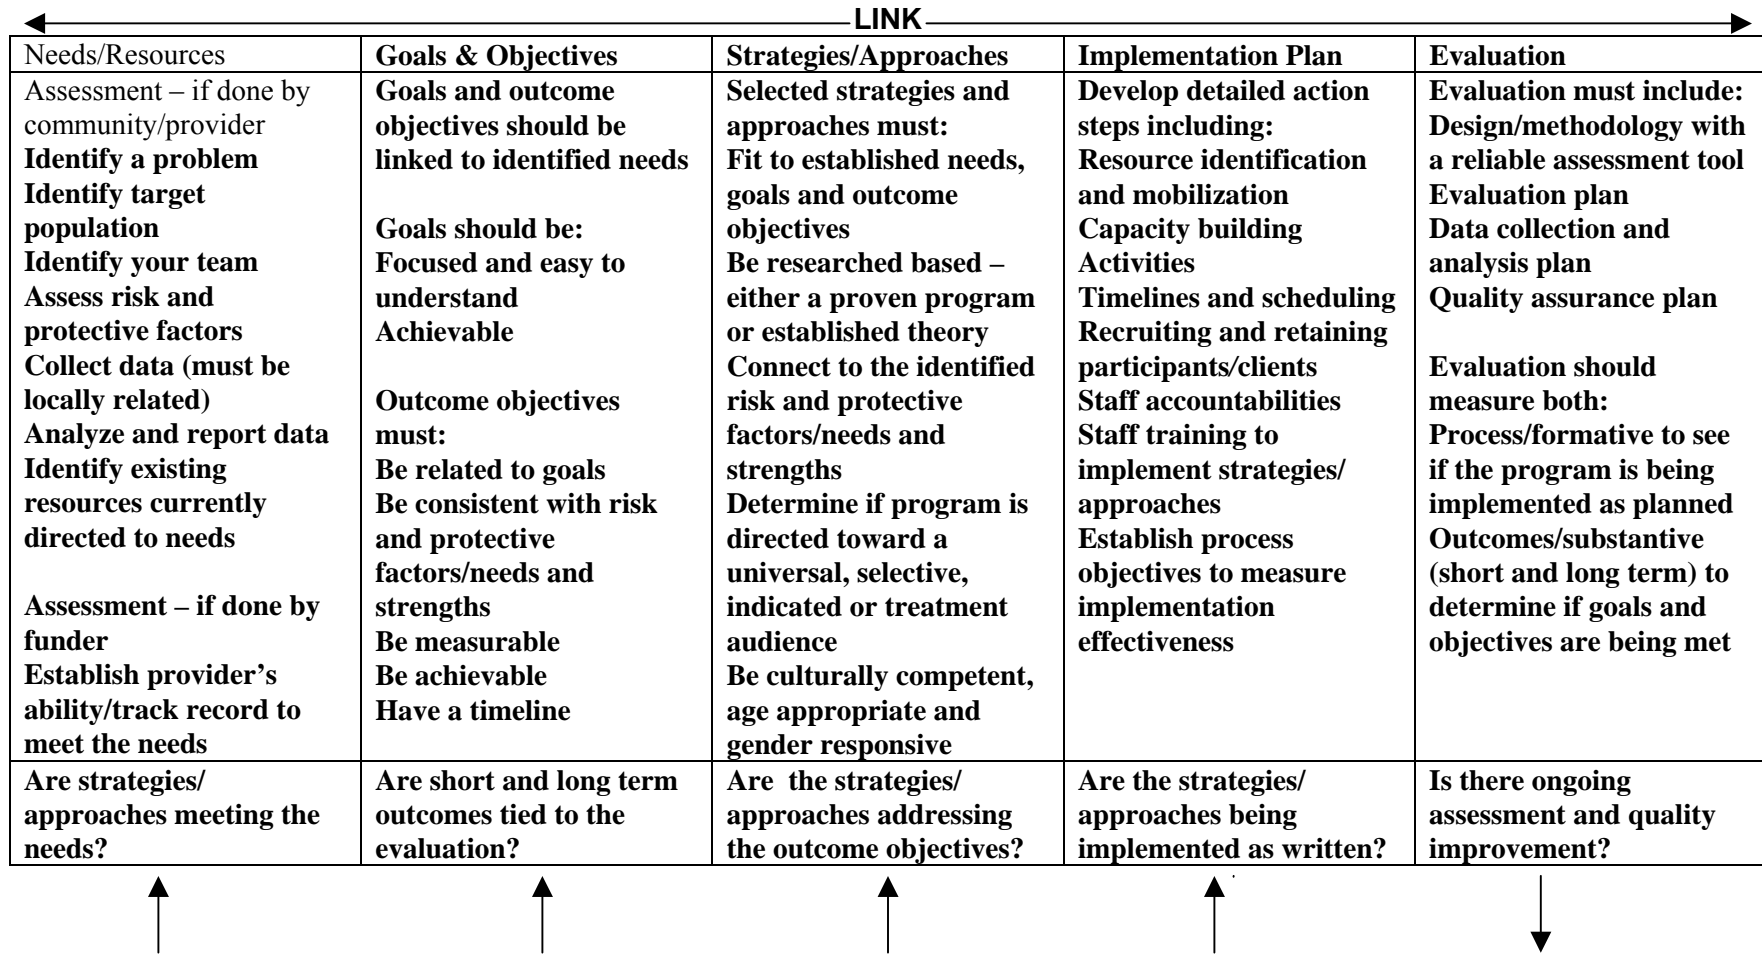 LINK
Needs/Resources
Goals & Objectives
Strategies/Approaches
Implementation Plan
Evaluation
Assessment – if done by
community/provider
Identify a problem
Identify target
population
Identify your team
Assess risk and
protective factors
Collect data (must be
locally related)
Analyze and report data
Identify existing
resources currently
directed to needs
Assessment – if done by
funder
Establish provider's
ability/track record to
meet the needs
Goals and outcome
objectives should be
linked to identified needs
Goals should be:
Focused and easy to
understand
Achievable
Outcome objectives
must:
Be related to goals
Be consistent with risk
and protective
factors/needs and
strengths
Be measurable
Be achievable
Have a timeline
Selected strategies and
approaches must:
Fit to established needs,
goals and outcome
objectives
Be researched based –
either a proven program
or established theory
Connect to the identified
risk and protective
factors/needs and
strengths
Determine if program is
directed toward a
universal, selective,
indicated or treatment
audience
Be culturally competent,
age appropriate and
gender responsive
Develop detailed action
steps including:
Resource identification
and mobilization
Capacity building
Activities
Timelines and scheduling
Recruiting and retaining
participants/clients
Staff accountabilities
Staff training to
implement strategies/
approaches
Establish process
objectives to measure
implementation
effectiveness
Evaluation must include:
Design/methodology with
a reliable assessment tool
Evaluation plan
Data collection and
analysis plan
Quality assurance plan
Evaluation should
measure both:
Process/formative to see
if the program is being
implemented as planned
Outcomes/substantive
(short and long term) to
determine if goals and
objectives are being met
Are strategies/
approaches meeting the
needs?
Are short and long term
outcomes tied to the
evaluation?
Are the strategies/
approaches addressing
the outcome objectives?
Are the strategies/
approaches being
implemented as written?
Is there ongoing
assessment and quality
improvement?